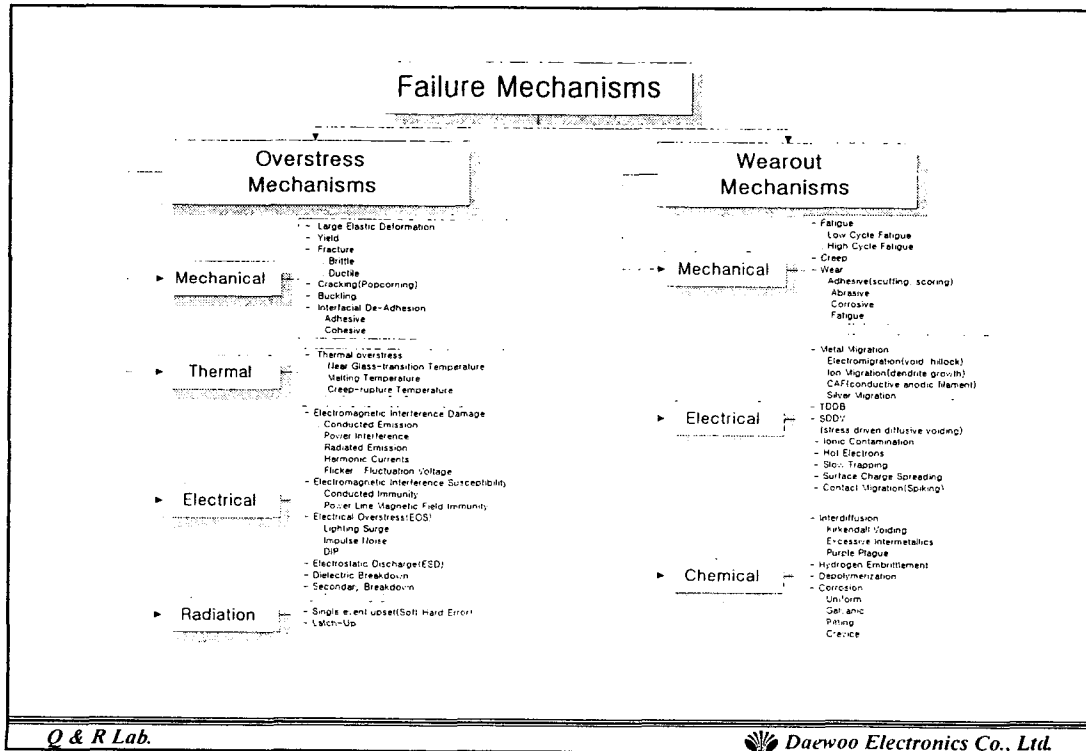 Failure Mechanisms
Overstress
Mechanisms
Mechanical
- Large Elastic Deformation
- Yield
- Fracture
. Brittle
. Ductile
- Cracking(Popcorning)
- Buckling
- Interfacial De-Adhesion
Adhesive
Cohesive
Thermal
- Thermal overstress
Near Glass-transition Temperature
Melting Temperature
Creep-rupture Temperature
Electrical
- Electromagnetic Interference Damage
. Conducted Emission
Power Interference
Radiated Emission
Harmonic Currents
Flicker Fluctuation Voltage
- Electromagnetic Interference Susceptibility
Conducted Immunity
Power Line Magnetic Field Immunity
- Electrical Overstress(EOS)
Lighting Surge
Impulse Noise
DIP
- Electrostatic Discharge(ESD)
- Dielectric Breakdown
- Secondar, Breakdown
Radiation
- Single event upset(Soft Hard Error)
- Latch-Up
Wearout
Mechanisms
Mechanical
- Fatigue
Low Cycle Fatigue
. High Cycle Fatigue
- Creep
- Wear
Adhesive(scuffing, scoring)
Abrasive
Corrosive
Fatigue
Electrical
- Metal Migration
Electromigration(void hillock)
Ion Migration(dendrite growth)
CAF(conductive anodic filament)
Silver Migration
- TDDB
- SDDV
(stress driven diffusive voiding)
- Ionic Contamination
- Hot Electrons
- Slow Trapping
- Surface Charge Spreading
- Contact Migration(Spiking)
Chemical
- Interdiffusion
Kirkendall Voiding
Excessive Intermetallics
Purple Plague
- Hydrogen Embrittlement
- Depolymerization
- Corrosion
Uniform
Galvanic
Pitting
Crevice
Q & R Lab.
Daewoo Electronics Co., Ltd.